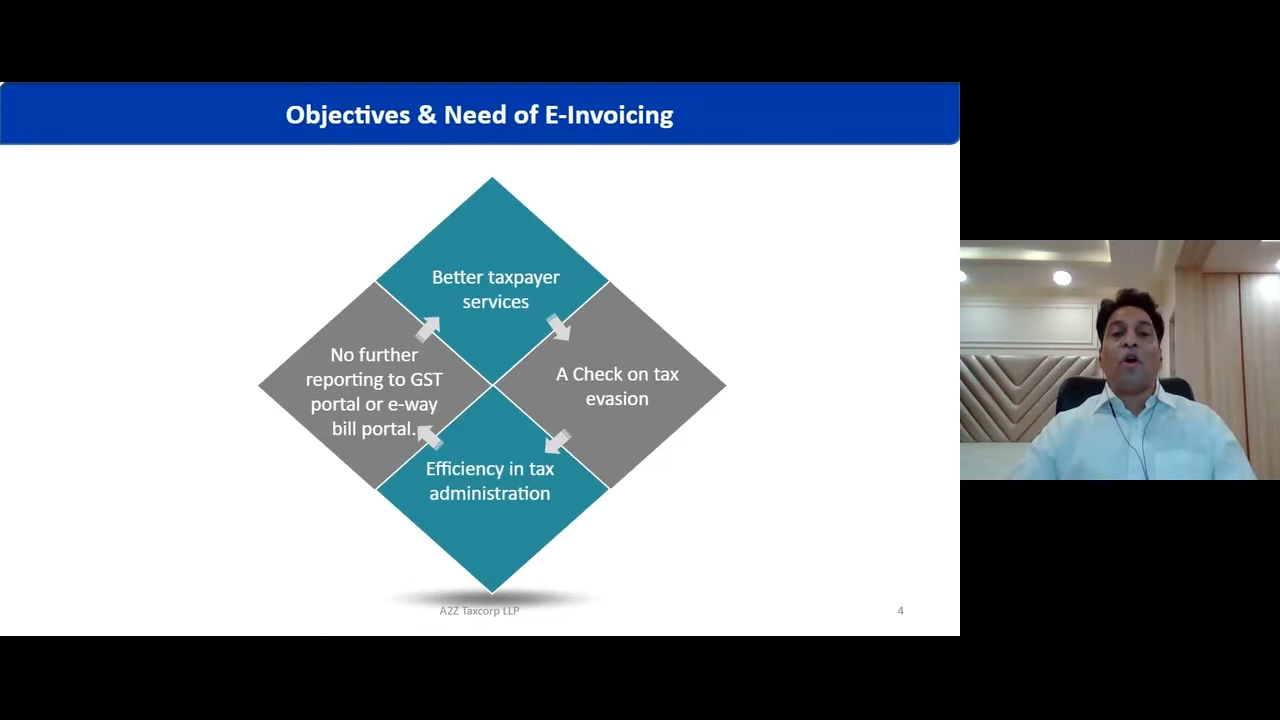 Objectives & Need of E-Invoicing
Better taxpayer
services
No further
reporting to GST
portal or e-way
bill portal.
A Check on tax
evasion
Efficiency in tax
administration
A2Z Taxcorp LLP
4